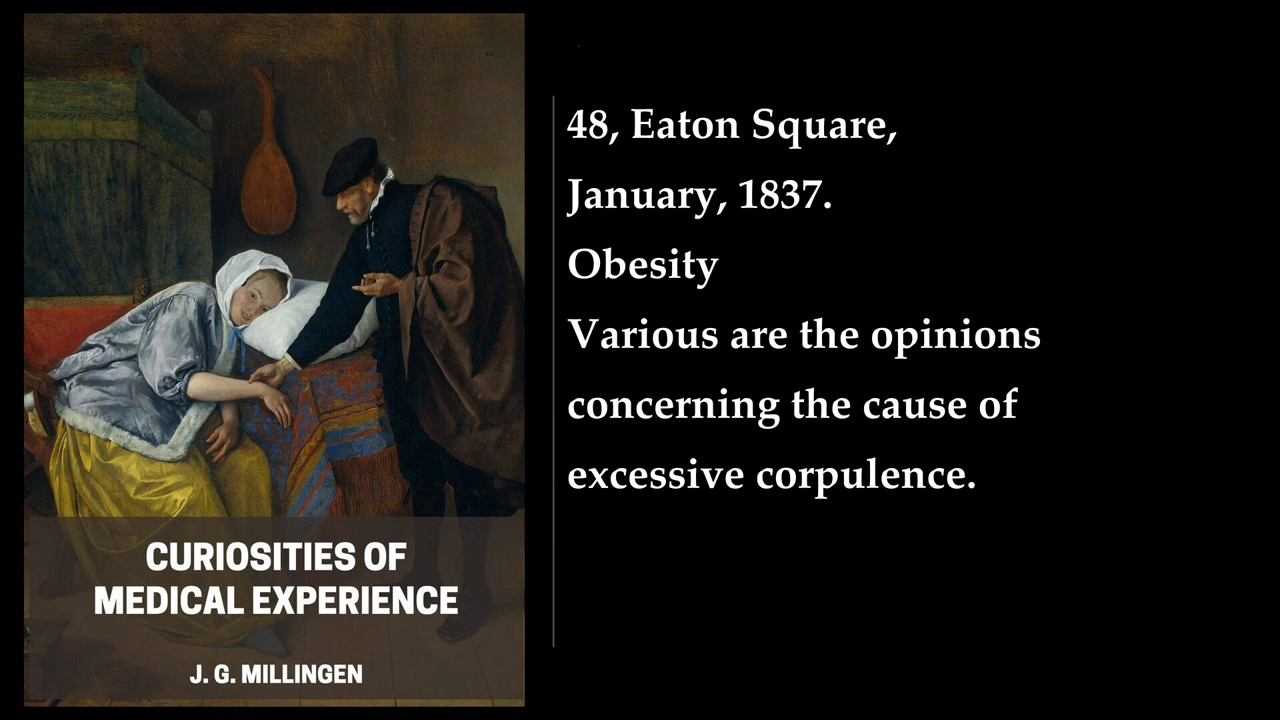 CURIOSITIES OF
MEDICAL EXPERIENCE
J. G. MILLINGEN
48, Eaton Square,
January, 1837.
Obesity
Various are the opinions
concerning the cause of
excessive corpulence.